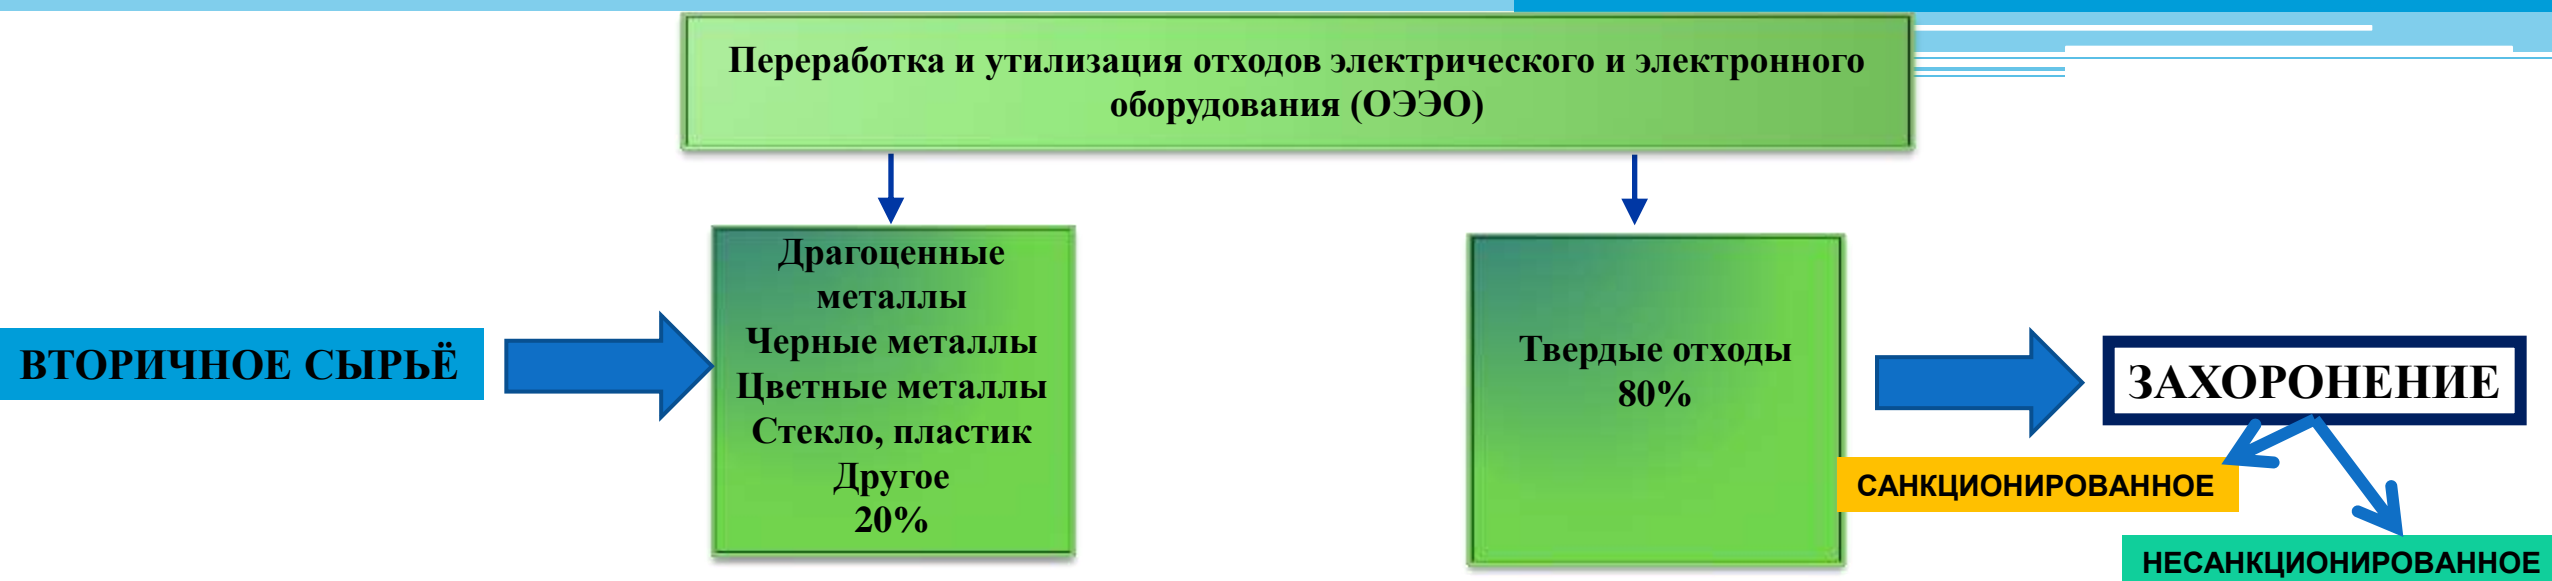 Переработка и утилизация отходов электрического и электронного
оборудования (ОЭЭО)
ВТОРИЧНОЕ СЫРЬЁ
Драгоценные
металлы
Черные металлы
Цветные металлы
Стекло, пластик
Другое
20%
Твердые отходы
80%
ЗАХОРОНЕНИЕ
САНКЦИОНИРОВАННОЕ
НЕСАНКЦИОНИРОВАННОЕ